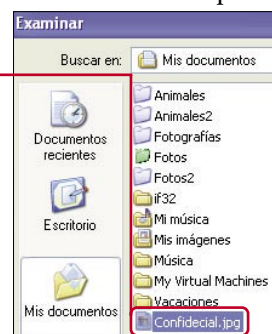 Examinar
Buscar en:
Mis documentos
Animales
Animales2
Fotografías
Fotos
Fotos2
if32
Mi música
Mis imágenes
Música
My Virtual Machines
Vacaciones
Confidecial.jpg
Documentos
recientes
Escritorio
Mis documentos